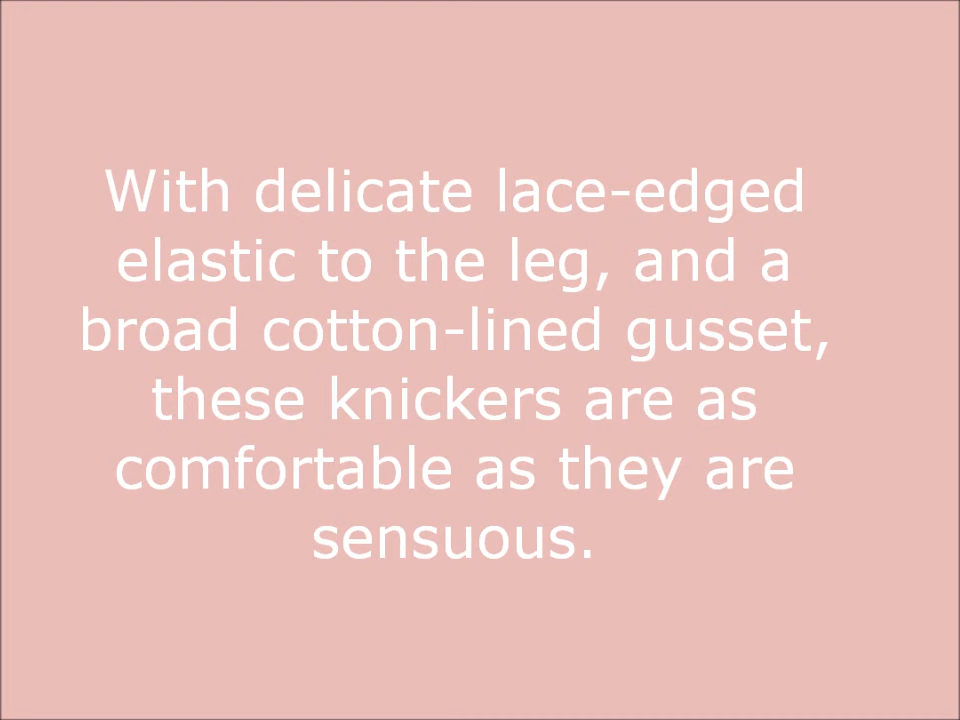 With delicate lace-edged
elastic to the leg, and a
broad cotton-lined gusset,
these knickers are as
comfortable as they are
sensuous.